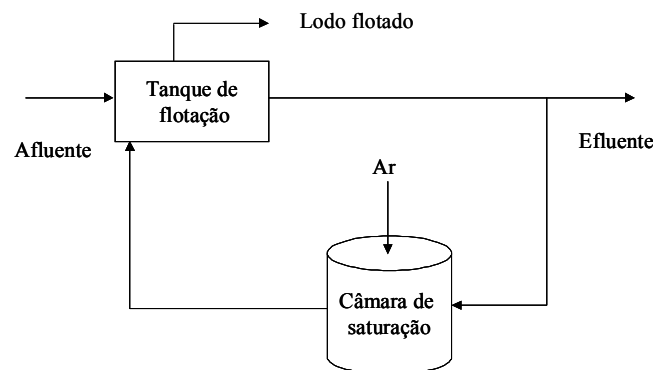 Lodo flotado
Tanque de
flotação
Afluente
Efluente
Ar
Câmara de
saturação